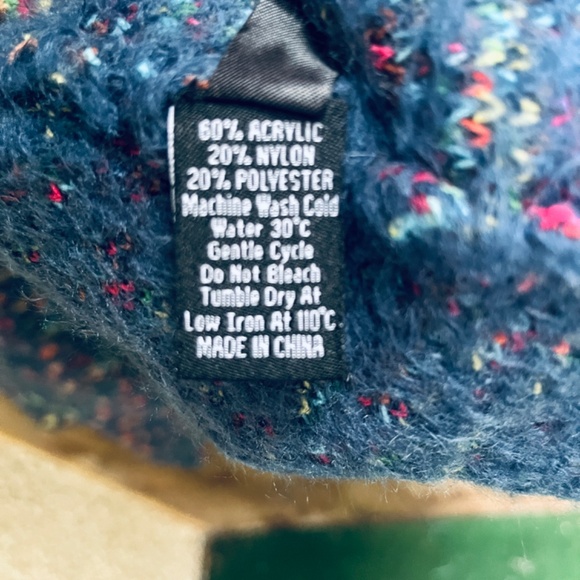 60% ACRYLIC
20% NYLON
20% POLYESTER
Machine Wash Cold
Water 30°C
Gentle Cycle
Do Not Bleach
Tumble Dry At
Low Iron At 110°C
MADE IN CHINA